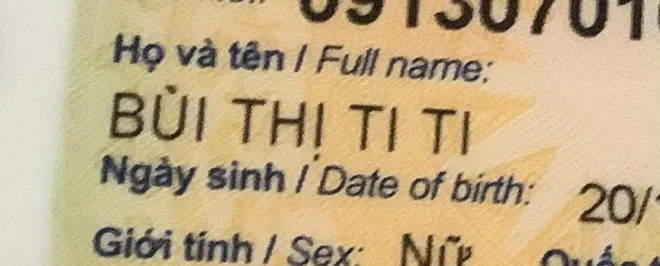 Họ và tên / Full name:
BÙI THỊ TI TI
Ngày sinh / Date of birth: 20/
Giới tính / Sex: Nữ